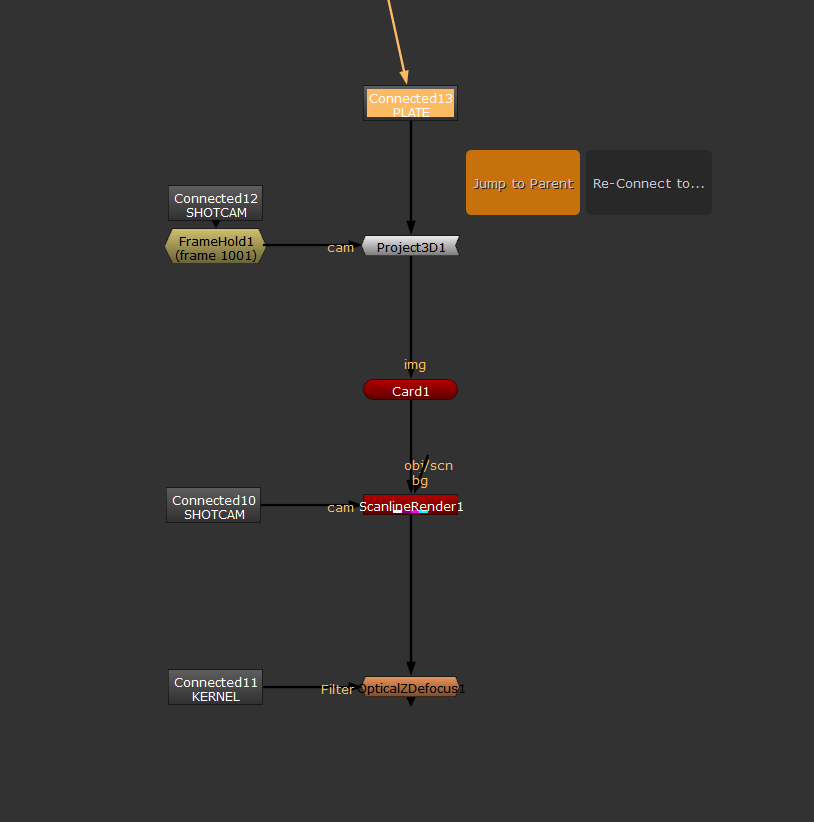 Connected13
PLATE
Jump to Parent
Re-Connect to...
Connected12
SHOTCAM
FrameHold1
(frame 1001)
cam
Project3D1
img
Card1
obj/scn
bg
Connected10
SHOTCAM
cam
ScanlineRender1
Connected11
KERNEL
Filter
OpticalZDefocus1